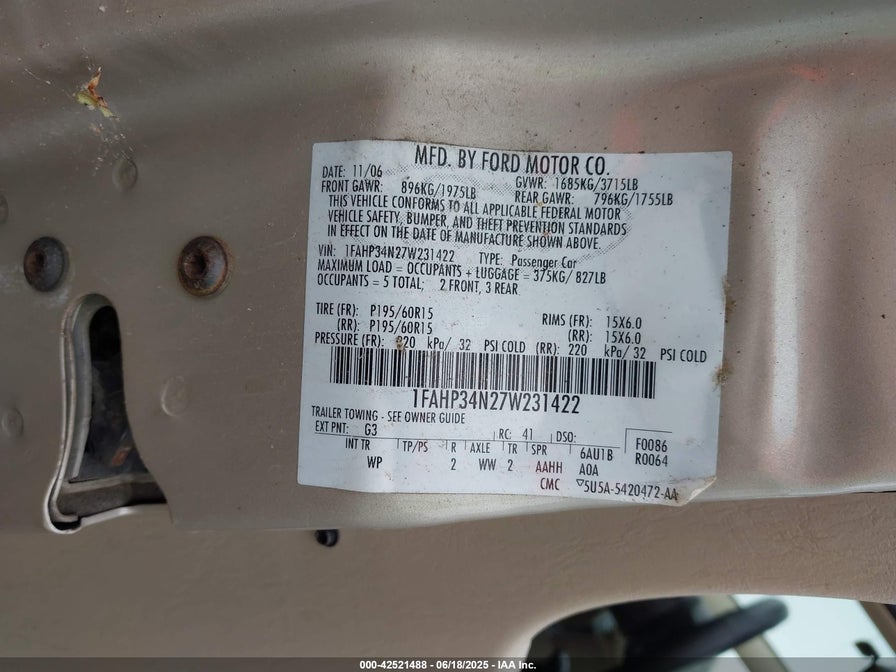 MFD. BY FORD MOTOR CO.
DATE: 11/06 GVWR: 1685KG/3715LB
FRONT GAWR: 896KG/1975LB REAR GAWR: 796KG/1755LB
THIS VEHICLE CONFORMS TO ALL APPLICABLE FEDERAL MOTOR
VEHICLE SAFETY, BUMPER, AND THEFT PREVENTION STANDARDS
IN EFFECT ON THE DATE OF MANUFACTURE SHOWN ABOVE.
VIN: 1FAHP34N27W231422 TYPE: Passenger Car
MAXIMUM LOAD = OCCUPANTS + LUGGAGE = 375KG/ 827LB
OCCUPANTS = 5 TOTAL; 2 FRONT, 3 REAR
TIRE (FR): P195/60R15 RIMS (FR): 15X6.0
(RR): P195/60R15 (RR): 15X6.0
PRESSURE (FR): 220 kPa/ 32 PSI COLD (RR): 220 kPa/ 32 PSI COLD
1FAHP34N27W231422
TRAILER TOWING - SEE OWNER GUIDE
EXT PNT: G3 RC: 41 DSO: F0086
INT TR TP/PS R AXLE TR SPR 6AU1B R0064
WP 2 WW 2 AAHH A0A
CMC ▽5U5A-5420472-AA
000-42521488 - 06/18/2025 - IAA Inc.